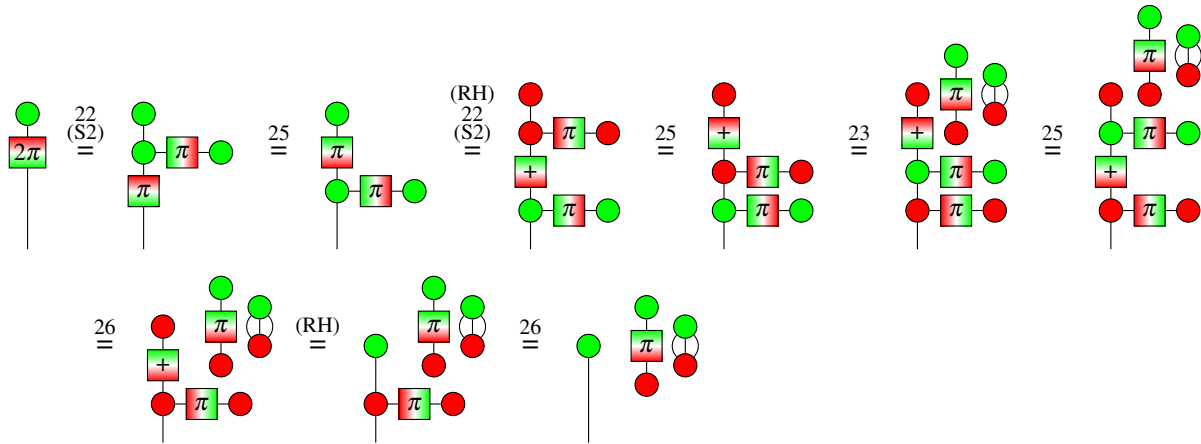 (RH)
22 22
(S2) 25 (S2) 25 23 25
2π = π = π = π = + = + π = π
π π + π π π π
π π π +
π π
26 (RH) 26
= π = π = π
+
π π